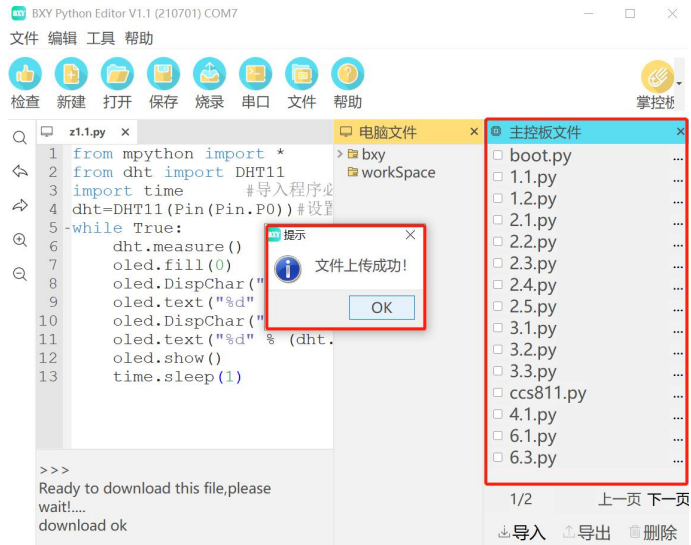 BXY BXY Python Editor V1.1 (210701) COM7
文件 编辑 工具 帮助
检查 新建 打开 保存 烧录 串口 文件 帮助 掌控板
z1.1.py
1 from mpython import *
2 from dht import DHT11
3 import time #导入程序必
4 dht=DHT11(Pin(Pin.P0))#设置
5 while True:
6 dht.measure()
7 oled.fill(0)
8 oled.DispChar("
9 oled.text("%d"
10 oled.DispChar("
11 oled.text("%d" % (dht.
12 oled.show()
13 time.sleep(1)
>>>
Ready to download this file,please
wait!....
download ok
电脑文件
bxy
workSpace
提示
文件上传成功!
OK
主控板文件
boot.py ...
1.1.py ...
1.2.py ...
2.1.py ...
2.2.py ...
2.3.py ...
2.4.py ...
2.5.py ...
3.1.py ...
3.2.py ...
3.3.py ...
ccs811.py ...
4.1.py ...
6.1.py ...
6.3.py ...
1/2 上一页 下一页
导入 导出 删除